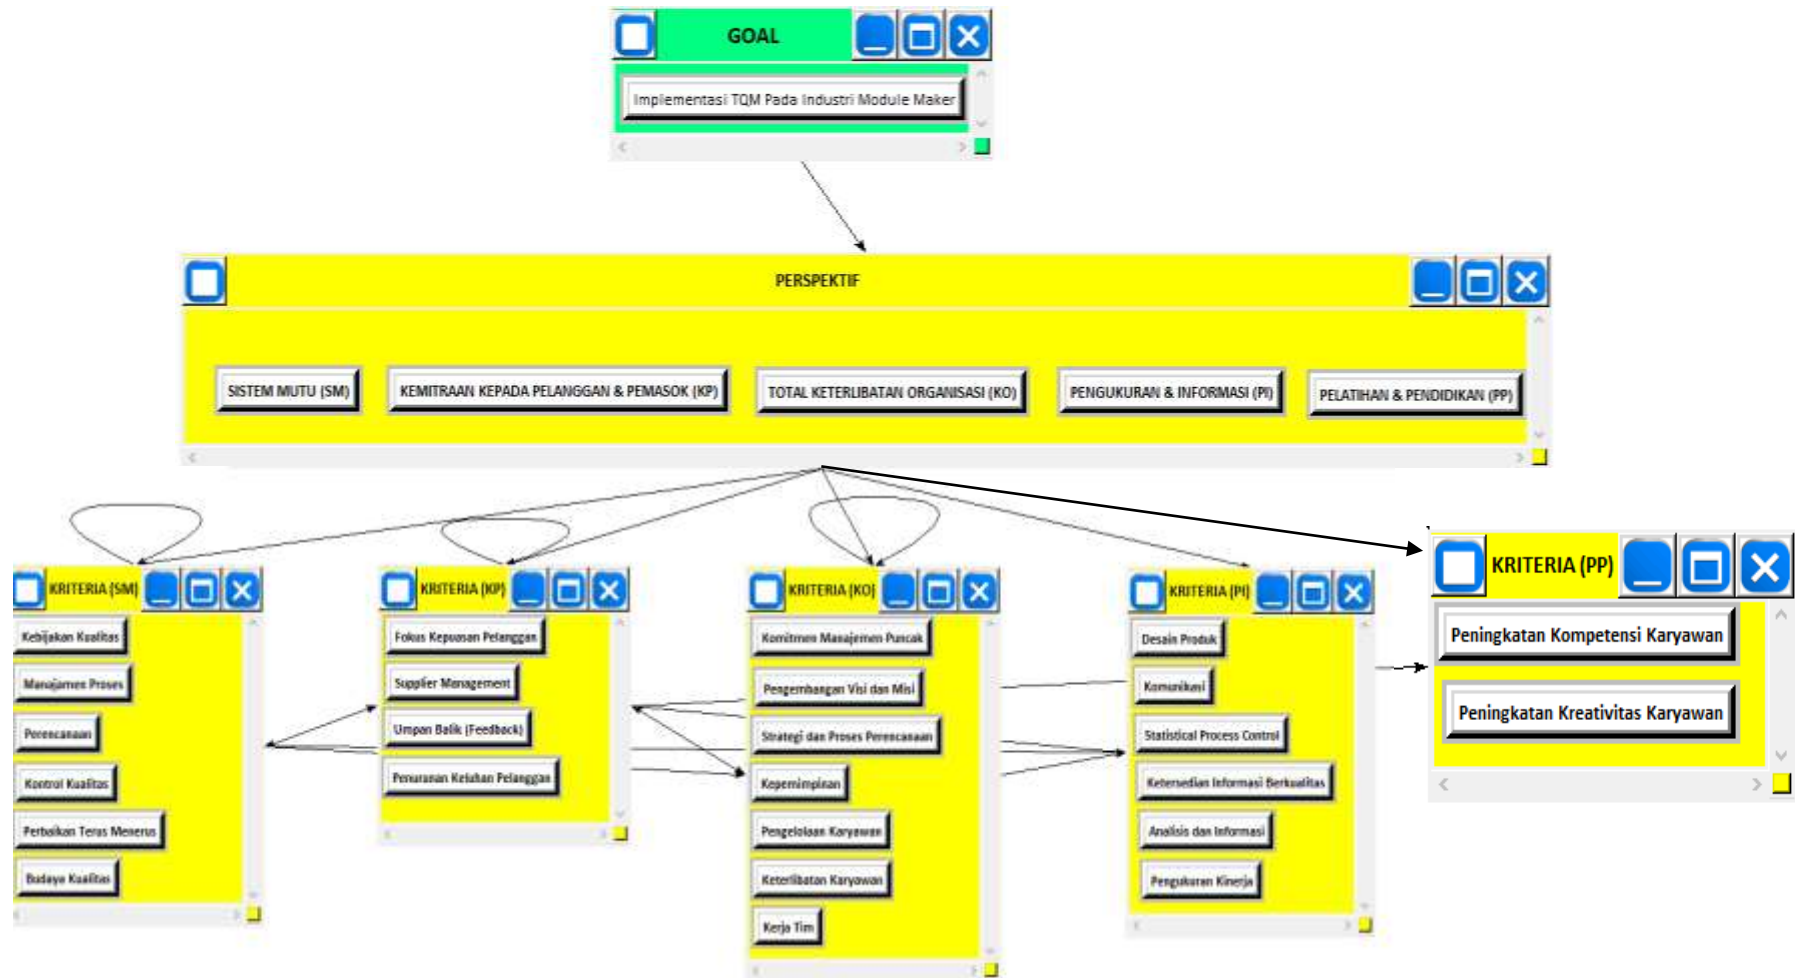 GOAL
Implementasi TQM Pada Industri Module Maker
PERSPEKTIF
SISTEM MUTU (SM)
KEMITRAAN KEPADA PELANGGAN & PEMASOK (KP)
TOTAL KETERLIBATAN ORGANISASI (KO)
PENGUKURAN & INFORMASI (PI)
PELATIHAN & PENDIDIKAN (PP)
KRITERIA (SM)
Kebijakan Kualitas
Manajamen Proses
Perencanaan
Kontrol Kualitas
Perbaikan Terus Menerus
Budaya Kualitas
KRITERIA (KP)
Fokus Kepuasan Pelanggan
Supplier Management
Umpan Balik (Feedback)
Penurunan Keluhan Pelanggan
KRITERIA (KO)
Komitmen Manajemen Puncak
Pengembangan Visi dan Misi
Strategi dan Proses Perencanaan
Kepemimpinan
Pengelolaan Karyawan
Keterlibatan Karyawan
Kerja Tim
KRITERIA (PI)
Desain Produk
Komunikasi
Statistical Process Control
Ketersedian Informasi Berkualitas
Analisis dan Informasi
Pengukuran Kinerja
KRITERIA (PP)
Peningkatan Kompetensi Karyawan
Peningkatan Kreativitas Karyawan